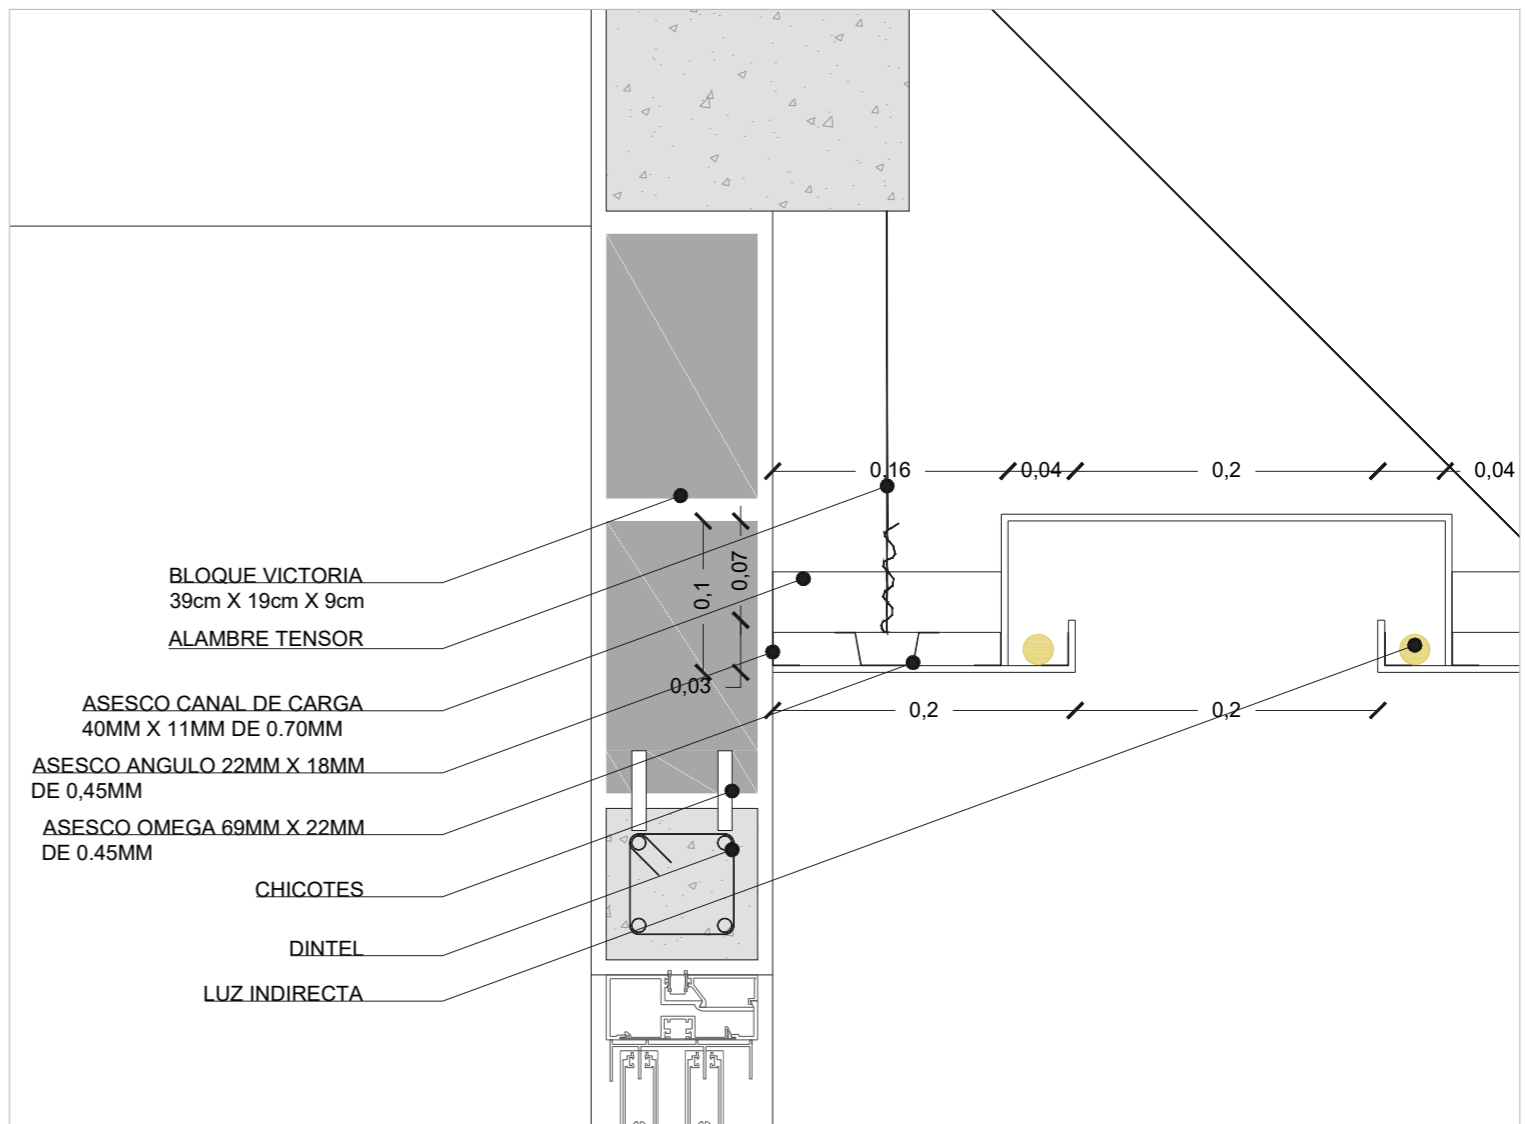 0,16
0,04
0,2
0,04
0,07
0,1
0,03
0,2
0,2
BLOQUE VICTORIA
39cm X 19cm X 9cm
ALAMBRE TENSOR
ASESCO CANAL DE CARGA
40MM X 11MM DE 0.70MM
ASESCO ANGULO 22MM X 18MM
DE 0,45MM
ASESCO OMEGA 69MM X 22MM
DE 0.45MM
CHICOTES
DINTEL
LUZ INDIRECTA